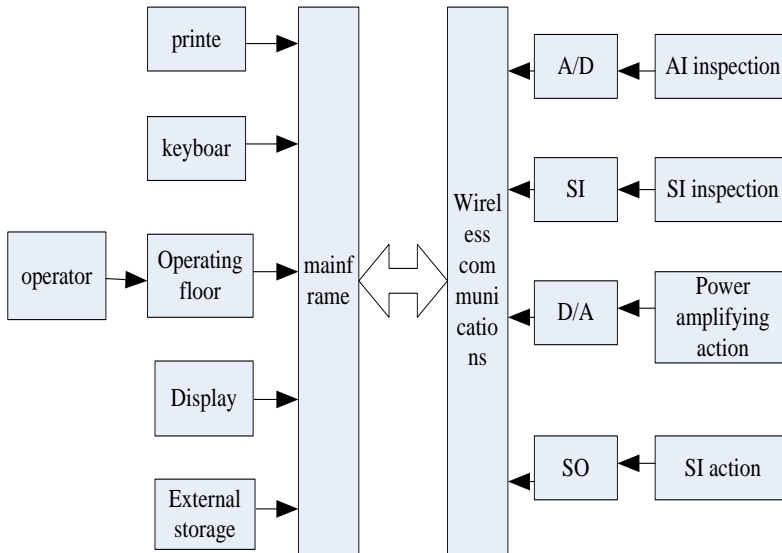 printe
keyboar
operator
Operating
floor
Display
External
storage
mainf
rame
Wirel
ess
com
muni
catio
ns
A/D
AI inspection
SI
SI inspection
D/A
Power
amplifying
action
SO
SI action